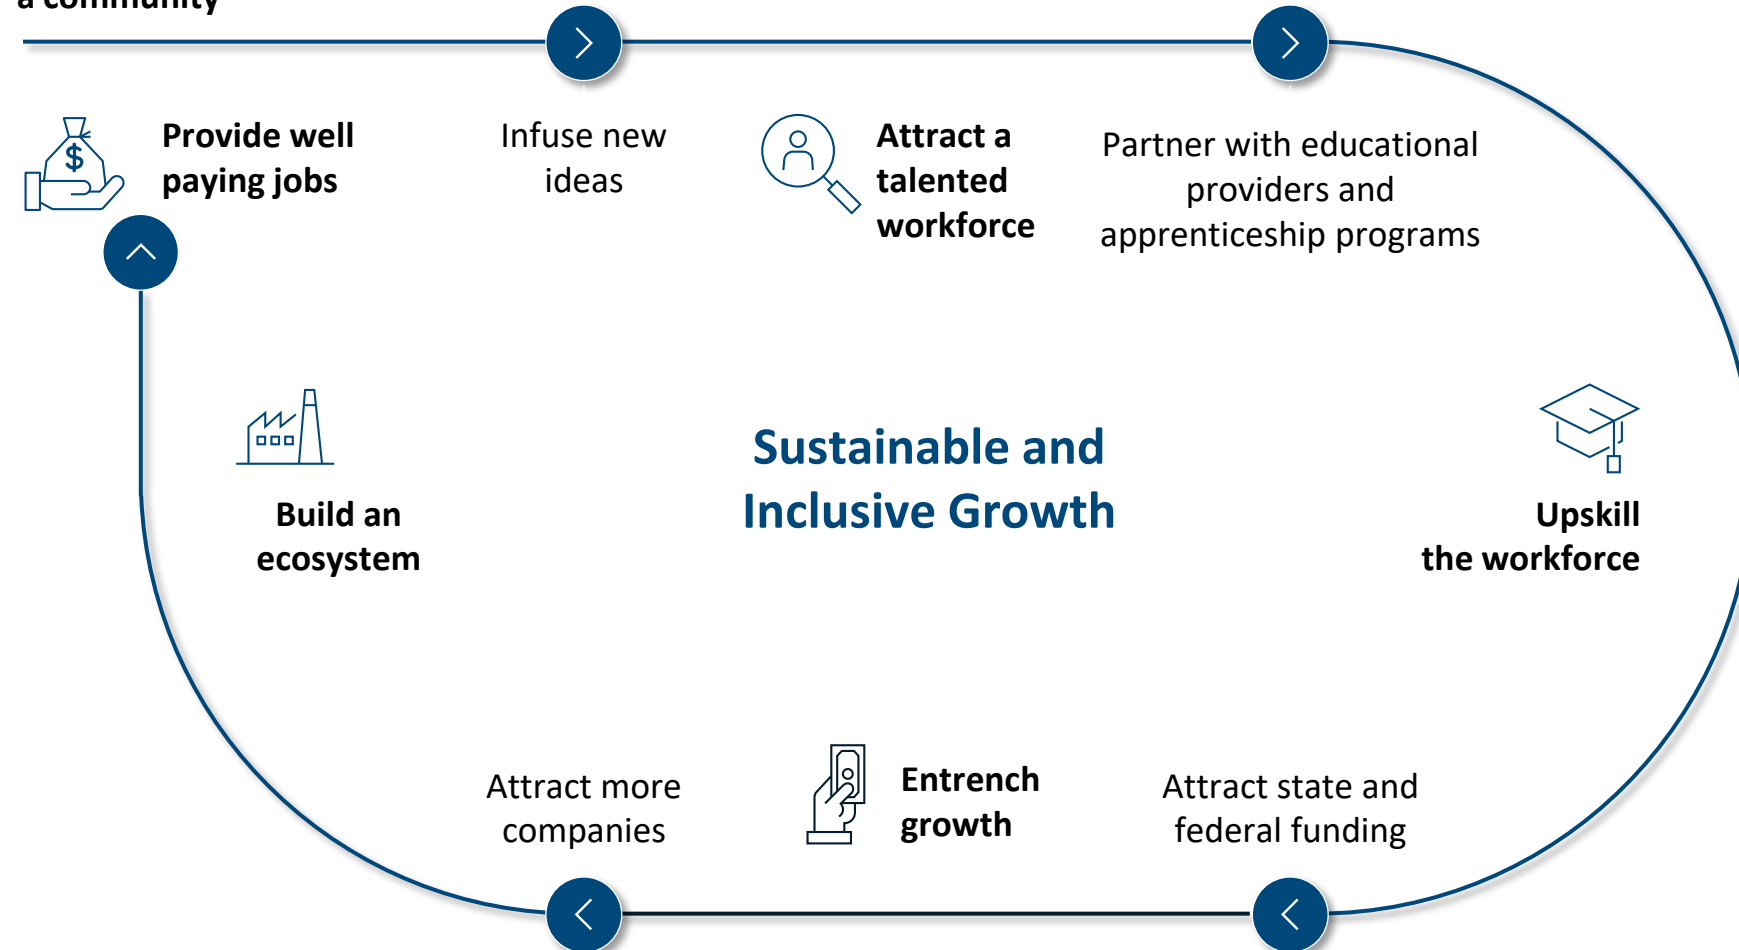 a community
Provide well
paying jobs
Infuse new
ideas
Attract a
talented
workforce
Partner with educational
providers and
apprenticeship programs
Build an
ecosystem
Sustainable and
Inclusive Growth
Upskill
the workforce
Attract more
companies
Entrench
growth
Attract state and
federal funding